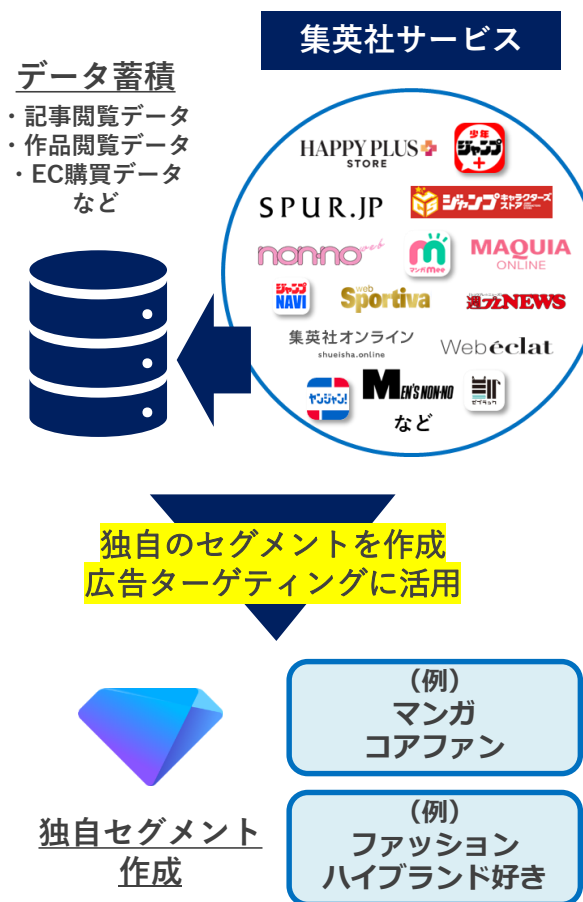 集英社サービス
データ蓄積
・記事閲覧データ
・作品閲覧データ
・EC購買データ
など
HAPPY PLUS
STORE
少年
ジャンプ
+
SPUR.JP
ジャンプキャラクターズ
ストア
non-no web
マンガMee
MAQUIA
ONLINE
ジャンプ
NAVI
web
Sportiva
週プレNEWS
集英社オンライン
shueisha.online
Web éclat
ヤンジャン!
MEN'S NON-NO
ゼブラック
など
独自のセグメントを作成
広告ターゲティングに活用
(例)
マンガ
コアファン
独自セグメント
作成
(例)
ファッション
ハイブランド好き